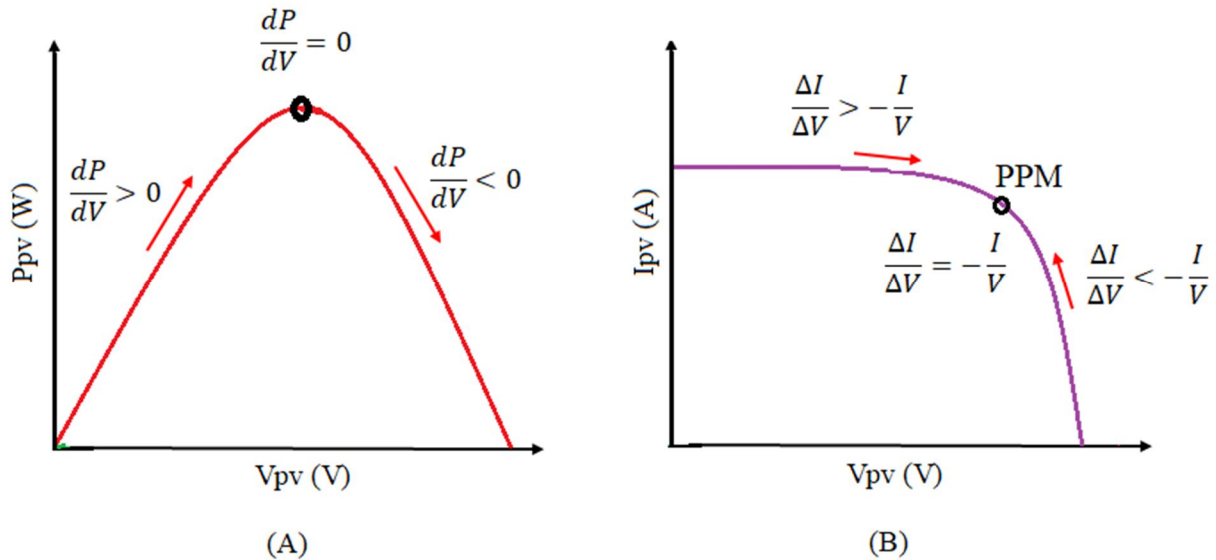 dP/dV = 0
dP/dV > 0
dP/dV < 0
Ppv (W)
Vpv (V)
(A)
ΔI/ΔV > -I/V
PPM
ΔI/ΔV = -I/V
ΔI/ΔV < -I/V
Ipv (A)
Vpv (V)
(B)